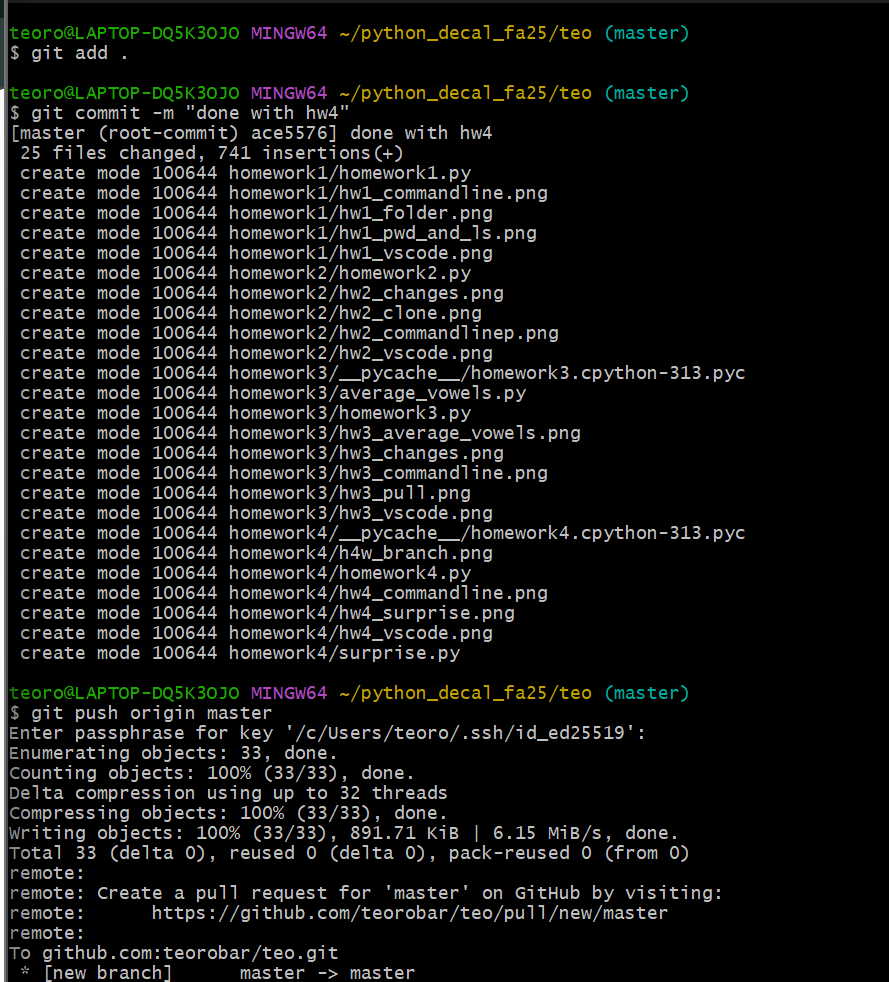 teoro@LAPTOP-DQ5K3OJO MINGW64 ~/python_decal_fa25/teo (master)
$ git add .
teoro@LAPTOP-DQ5K3OJO MINGW64 ~/python_decal_fa25/teo (master)
$ git commit -m "done with hw4"
[master (root-commit) ace5576] done with hw4
 25 files changed, 741 insertions(+)
 create mode 100644 homework1/homework1.py
 create mode 100644 homework1/hw1_commandline.png
 create mode 100644 homework1/hw1_folder.png
 create mode 100644 homework1/hw1_pwd_and_ls.png
 create mode 100644 homework1/hw1_vscode.png
 create mode 100644 homework2/homework2.py
 create mode 100644 homework2/hw2_changes.png
 create mode 100644 homework2/hw2_clone.png
 create mode 100644 homework2/hw2_commandlinep.png
 create mode 100644 homework2/hw2_vscode.png
 create mode 100644 homework3/__pycache__/homework3.cpython-313.pyc
 create mode 100644 homework3/average_vowels.py
 create mode 100644 homework3/homework3.py
 create mode 100644 homework3/hw3_average_vowels.png
 create mode 100644 homework3/hw3_changes.png
 create mode 100644 homework3/hw3_commandline.png
 create mode 100644 homework3/hw3_pull.png
 create mode 100644 homework3/hw3_vscode.png
 create mode 100644 homework4/__pycache__/homework4.cpython-313.pyc
 create mode 100644 homework4/h4w_branch.png
 create mode 100644 homework4/homework4.py
 create mode 100644 homework4/hw4_commandline.png
 create mode 100644 homework4/hw4_surprise.png
 create mode 100644 homework4/hw4_vscode.png
 create mode 100644 homework4/surprise.py
teoro@LAPTOP-DQ5K3OJO MINGW64 ~/python_decal_fa25/teo (master)
$ git push origin master
Enter passphrase for key '/c/Users/teoro/.ssh/id_ed25519':
Enumerating objects: 33, done.
Counting objects: 100% (33/33), done.
Delta compression using up to 32 threads
Compressing objects: 100% (33/33), done.
Writing objects: 100% (33/33), 891.71 KiB | 6.15 MiB/s, done.
Total 33 (delta 0), reused 0 (delta 0), pack-reused 0 (from 0)
remote:
remote: Create a pull request for 'master' on GitHub by visiting:
remote:      https://github.com/teorobar/teo/pull/new/master
remote:
To github.com:teorobar/teo.git
 * [new branch]      master -> master